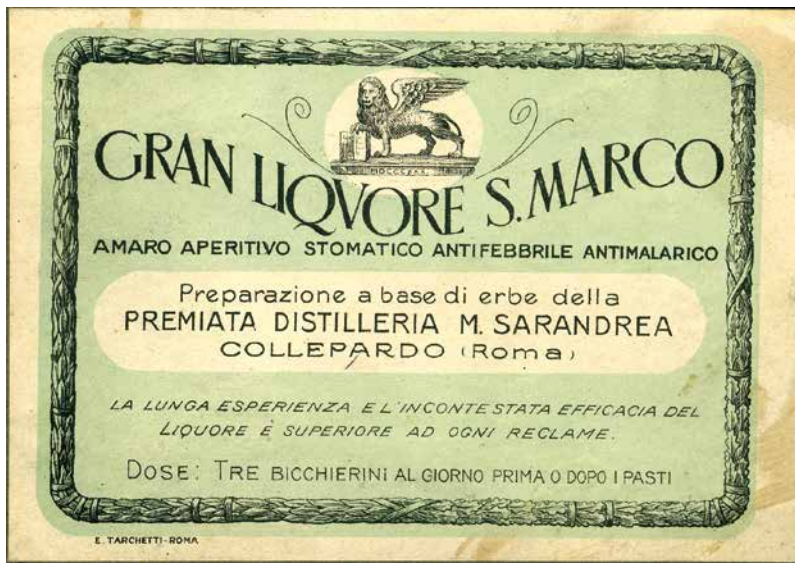 GRAN LIQVORE S. MARCO
AMARO APERITIVO STOMATICO ANTIFEBBRILE ANTIMALARICO
Preparazione a base di erbe della
PREMIATA DISTILLERIA M. SARANDREA
COLLEPARDO (Roma)
LA LUNGA ESPERIENZA E L'INCONTESTATA EFFICACIA DEL
LIQUORE È SUPERIORE AD OGNI RECLAME.
DOSE: TRE BICCHIERINI AL GIORNO PRIMA O DOPO I PASTI
E. TARCHETTI-ROMA